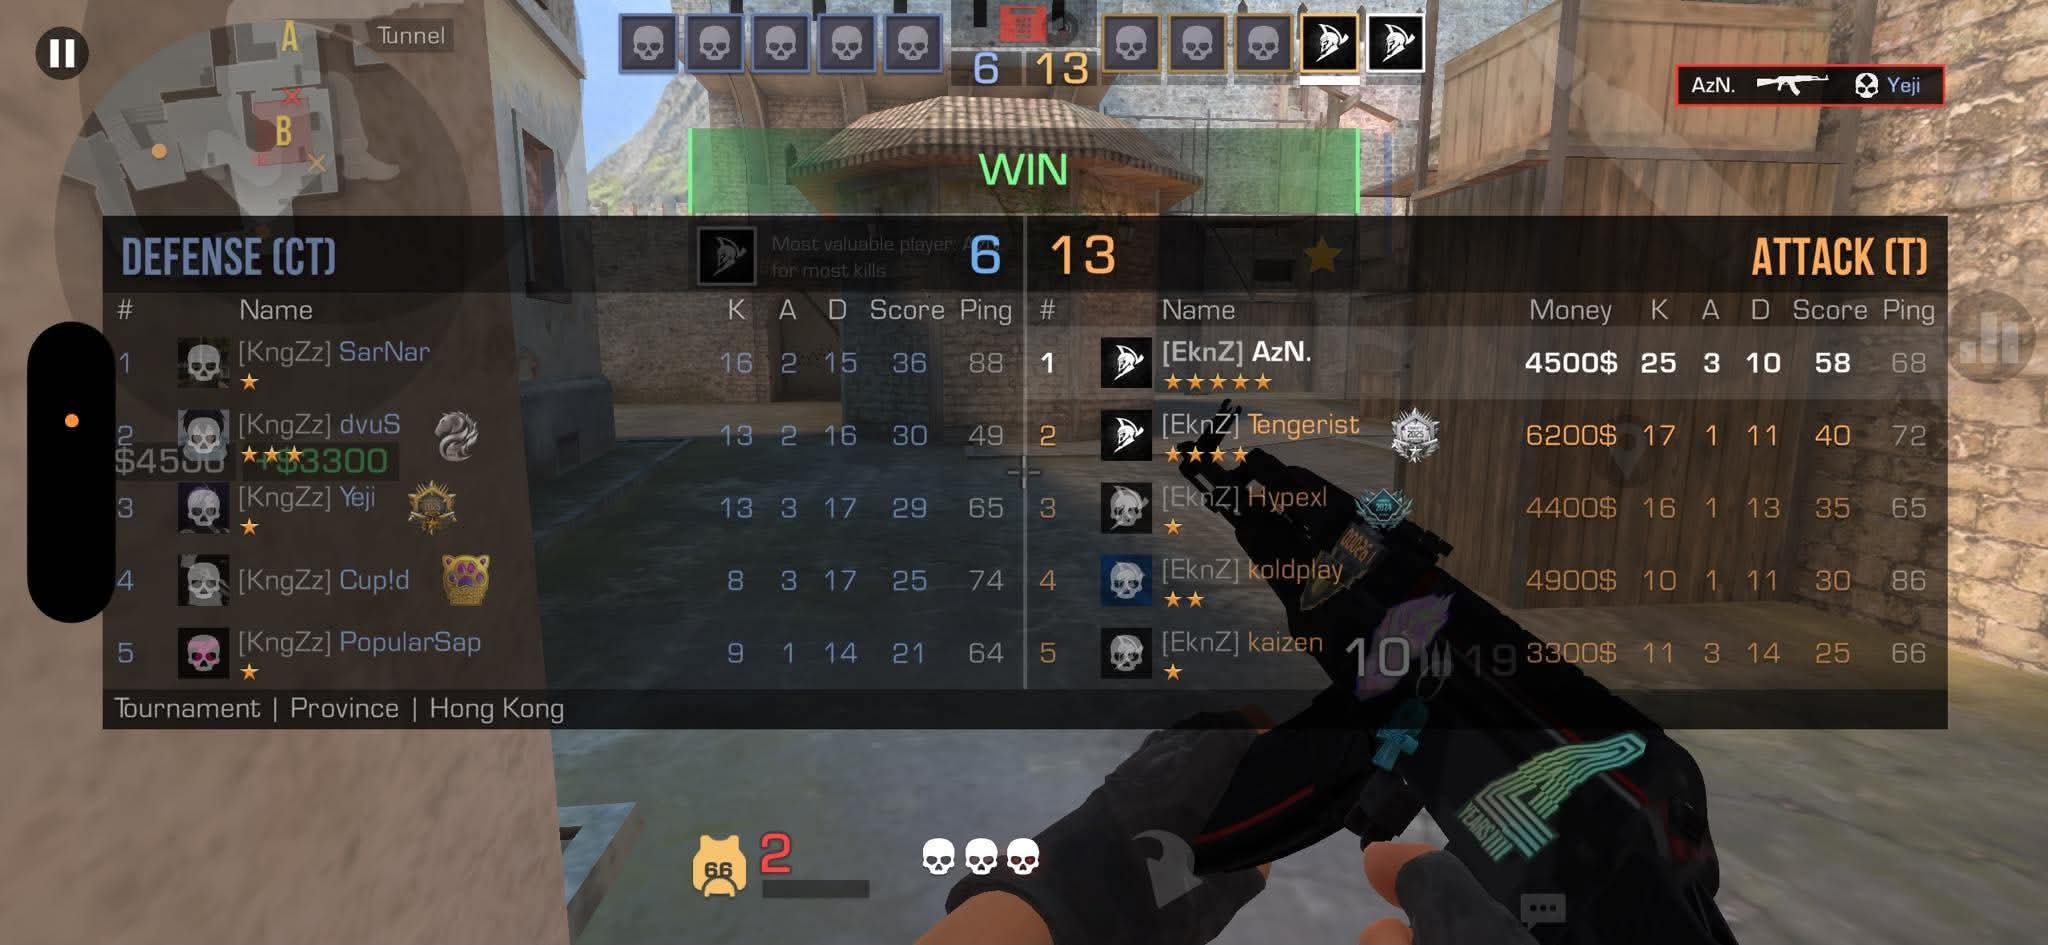 A
Tunnel
6 13
AzN. Yeji
B
WIN
DEFENSE (CT)
Most valuable player:
for most kills
6 13
ATTACK (T)
# Name K A D Score Ping # Name Money K A D Score Ping
1 [KngZz] SarNar 16 2 15 36 88
1 [EknZ] AzN. 4500$ 25 3 10 58 68
2 [KngZz] dvuS 13 2 16 30 49
2 [EknZ] Tengerist 6200$ 17 1 11 40 72
$4500 +$3300
3 [KngZz] Yeji 13 3 17 29 65
3 [EknZ] Hypexl 4400$ 16 1 13 35 65
4 [KngZz] Cup!d 8 3 17 25 74
4 [EknZ] koldplay 4900$ 10 1 11 30 86
5 [KngZz] PopularSap 9 1 14 21 64
5 [EknZ] kaizen 3300$ 11 3 14 25 66
10 19
Tournament | Province | Hong Kong
66 2